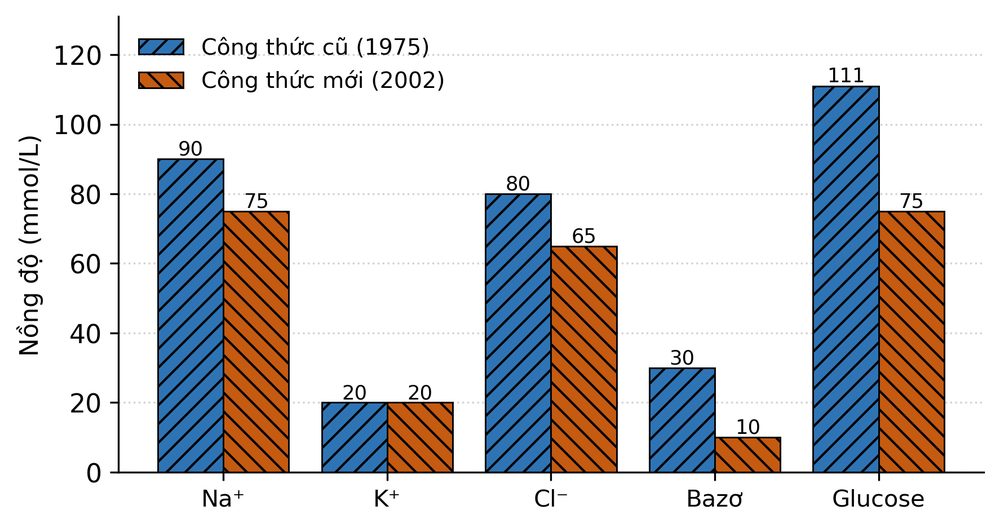 Công thức cũ (1975)
Công thức mới (2002)
Nồng độ (mmol/L)
120
100
80
60
40
20
0
90
75
20
20
80
65
30
10
111
75
Na⁺
K⁺
Cl⁻
Bazơ
Glucose